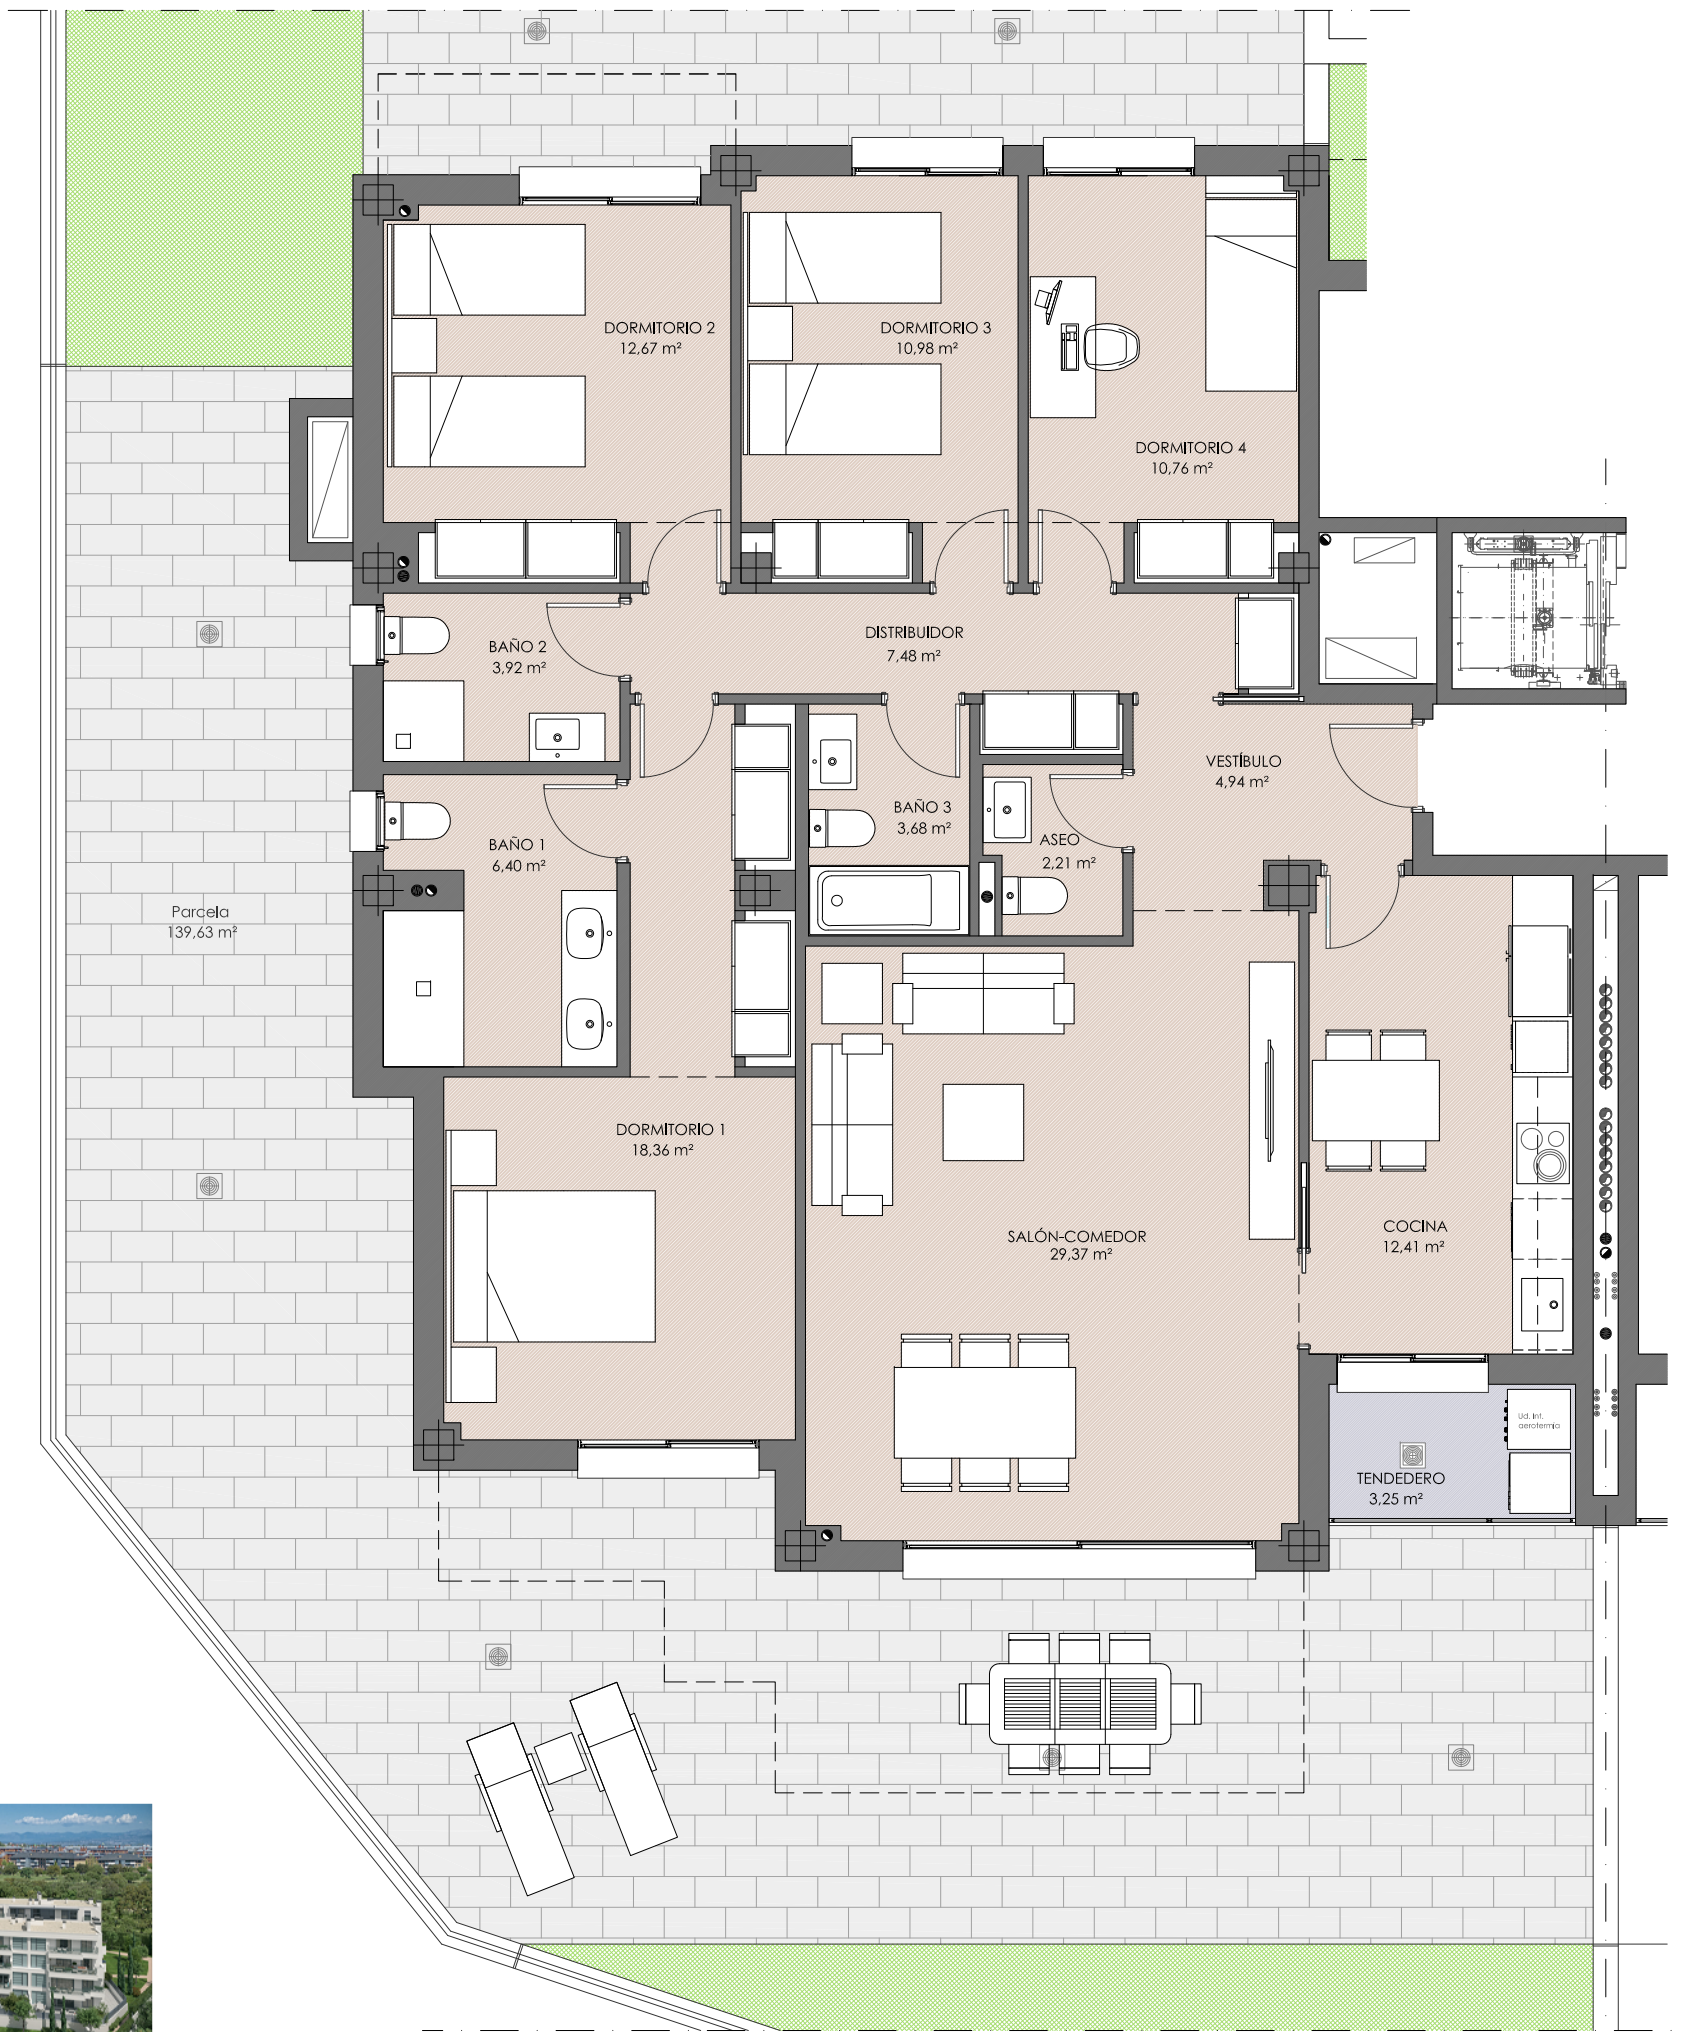 DORMITORIO 2
12,67 m²
DORMITORIO 3
10,98 m²
DORMITORIO 4
10,76 m²
DISTRIBUIDOR
7,48 m²
BAÑO 2
3,92 m²
VESTÍBULO
4,94 m²
BAÑO 3
3,68 m²
BAÑO 1
6,40 m²
ASEO
2,21 m²
Parcela
139,63 m²
DORMITORIO 1
18,36 m²
SALÓN-COMEDOR
29,37 m²
COCINA
12,41 m²
Ud. Int.
aerotermia
TENDEDERO
3,25 m²